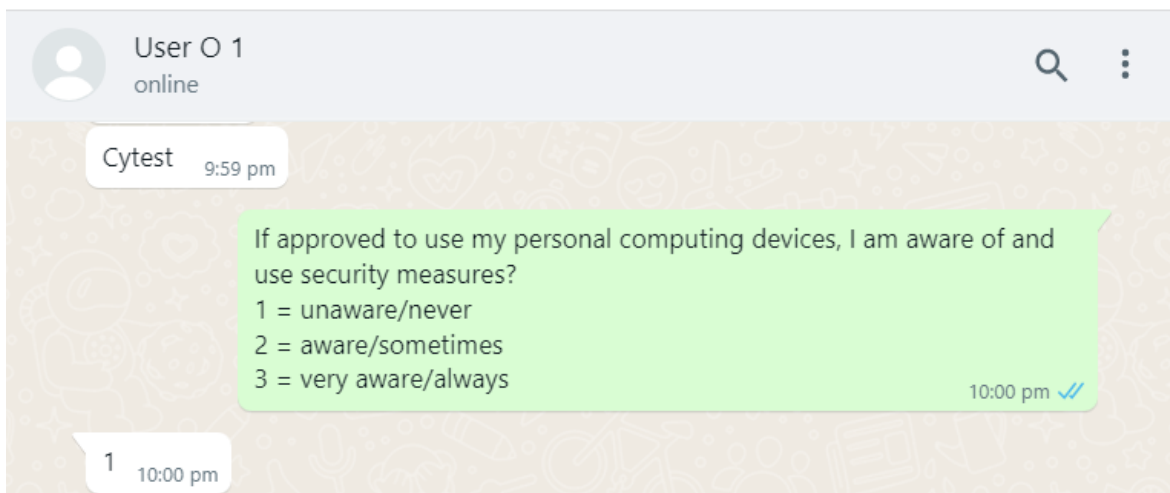 User O 1
online
Cytest 9:59 pm
If approved to use my personal computing devices, I am aware of and
use security measures?
1 = unaware/never
2 = aware/sometimes
3 = very aware/always
10:00 pm
1 10:00 pm